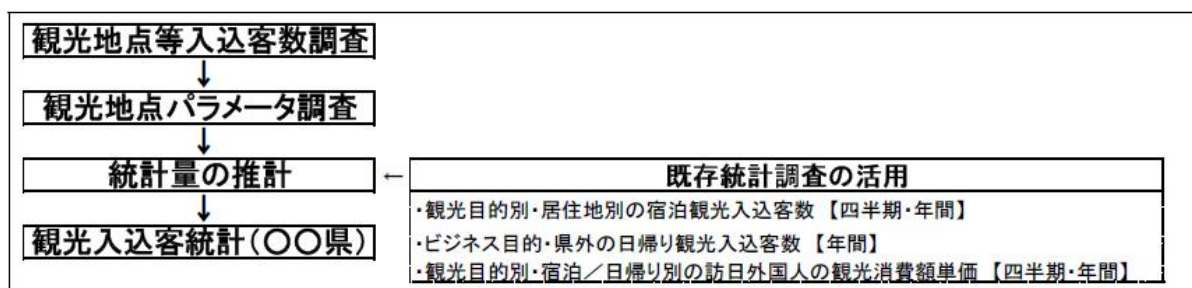 観光地点等入込客数調査
↓
観光地点パラメータ調査
↓
統計量の推計 ← 既存統計調査の活用
↓
・観光目的別・居住地別の宿泊観光入込客数 【四半期・年間】
観光入込客統計(〇〇県)
・ビジネス目的・県外の日帰り観光入込客数 【年間】
・観光目的別・宿泊／日帰り別の訪日外国人の観光消費額単価 【四半期・年間】